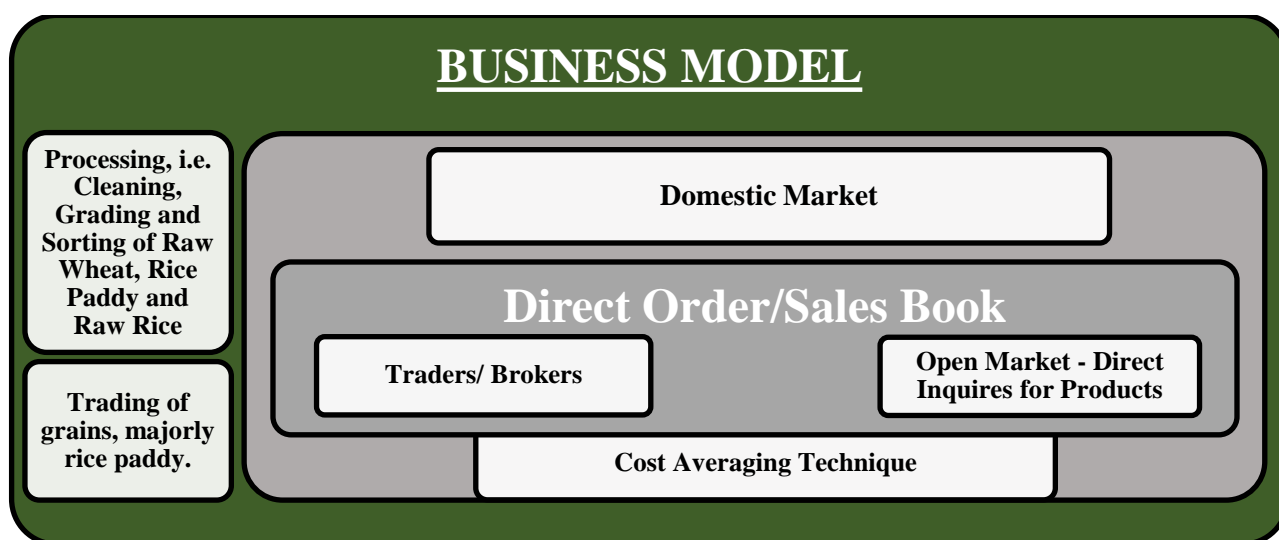 BUSINESS MODEL
Processing, i.e.
Cleaning,
Grading and
Sorting of Raw
Wheat, Rice
Paddy and
Raw Rice
Trading of
grains, majorly
rice paddy.
Domestic Market
Direct Order/Sales Book
Traders/ Brokers
Open Market - Direct
Inquires for Products
Cost Averaging Technique